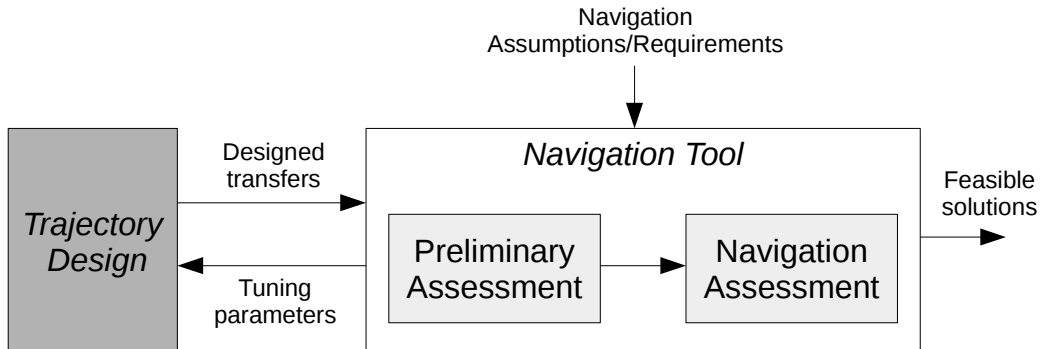 Navigation
Assumptions/Requirements
Designed
transfers
Navigation Tool
Feasible
solutions
Trajectory
Design
Preliminary
Assessment
Navigation
Assessment
Tuning
parameters